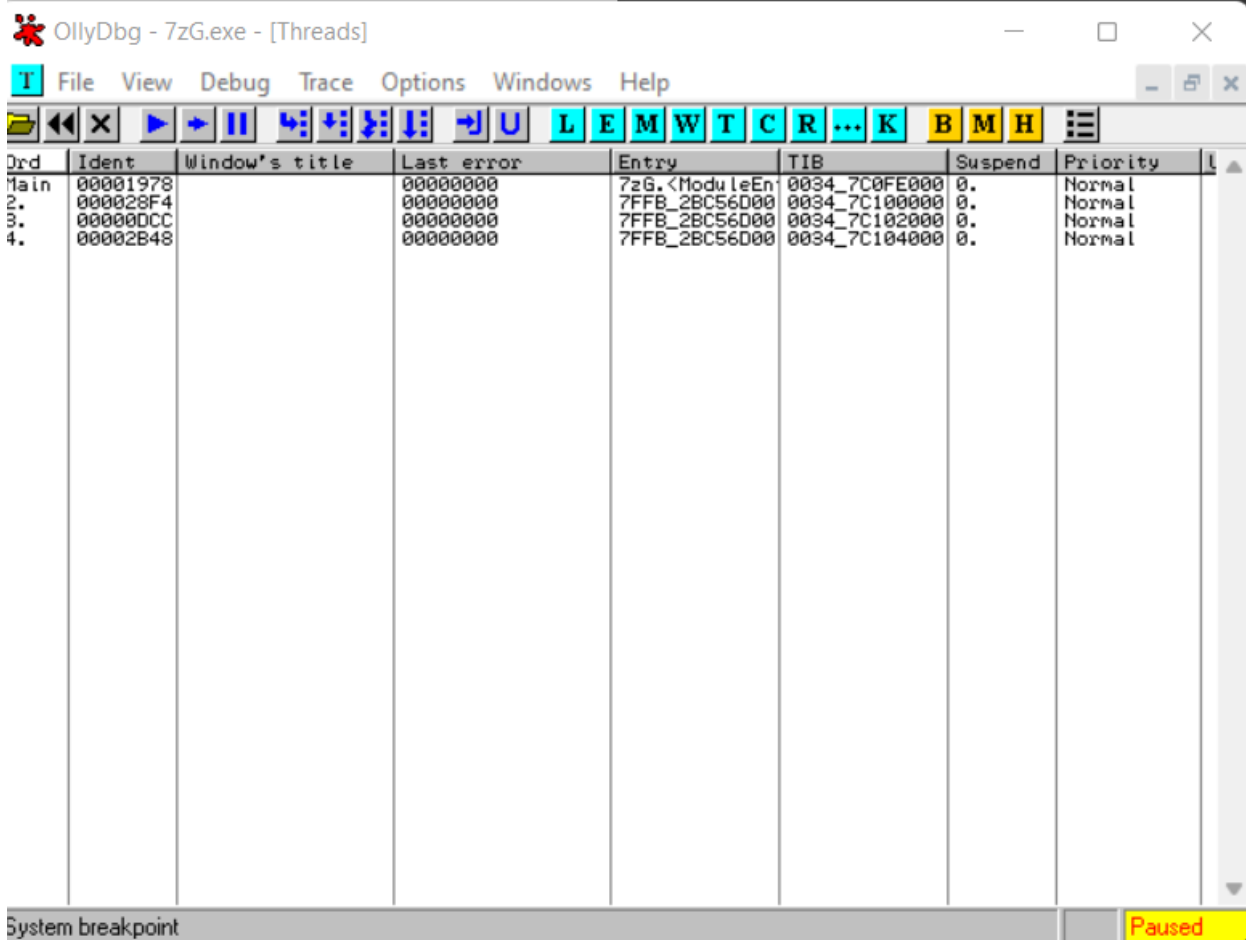 OllyDbg - 7zG.exe - [Threads]
T File View Debug Trace Options Windows Help
L E M W T C R ... K B M H
Ord Ident Window's title Last error Entry TIB Suspend Priority
Main 00001978 00000000 7zG.<ModuleEn 0034_7C0FE000 0. Normal
2. 000028F4 00000000 7FFB_2BC56D00 0034_7C100000 0. Normal
3. 00000DCC 00000000 7FFB_2BC56D00 0034_7C102000 0. Normal
4. 00002B48 00000000 7FFB_2BC56D00 0034_7C104000 0. Normal
System breakpoint Paused